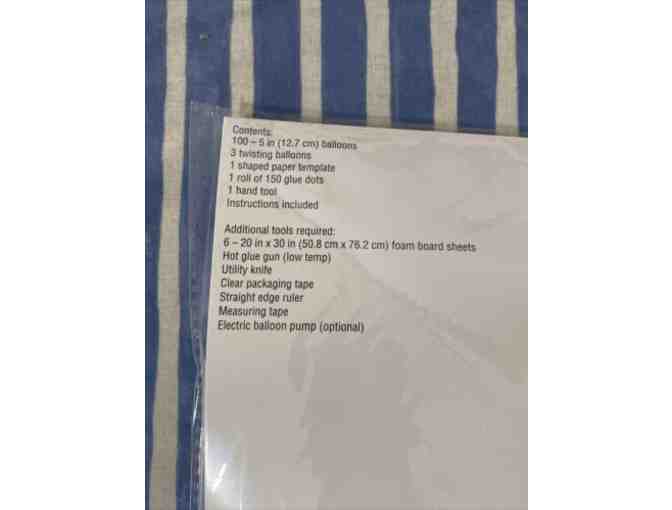 Contents:
100 – 5 in (12.7 cm) balloons
3 twisting balloons
1 shaped paper template
1 roll of 150 glue dots
1 hand tool
Instructions included
Additional tools required:
6 – 20 in x 30 in (50.8 cm x 76.2 cm) foam board sheets
Hot glue gun (low temp)
Utility knife
Clear packaging tape
Straight edge ruler
Measuring tape
Electric balloon pump (optional)